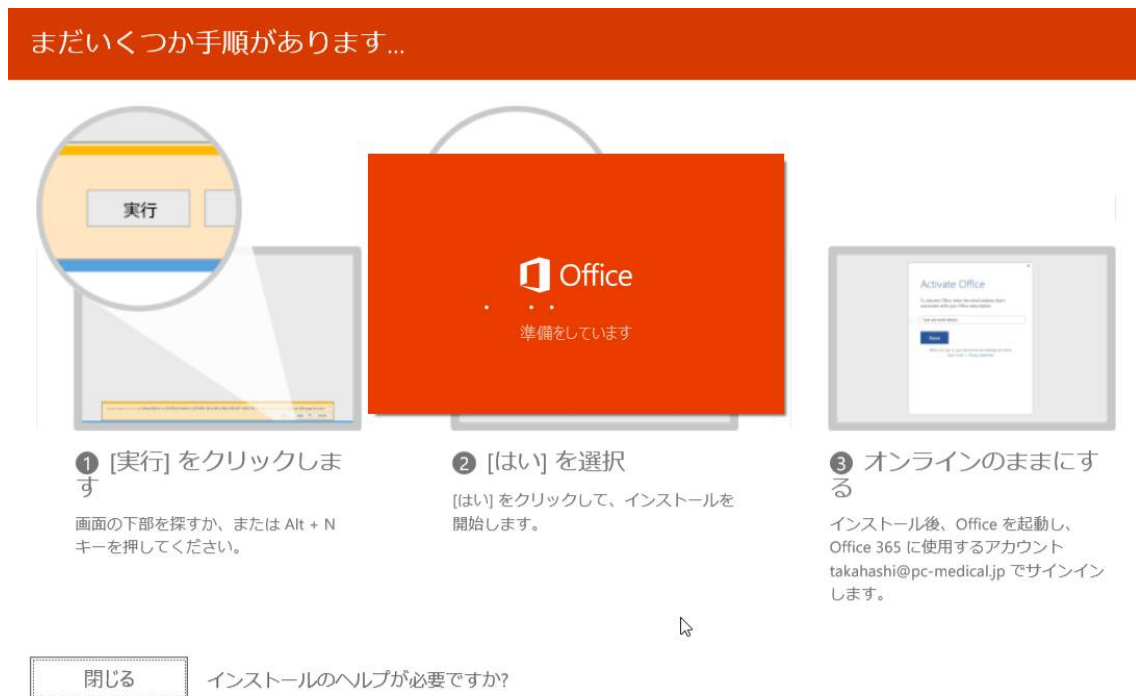 まだいくつか手順があります...
実行
Office
準備をしています
Activate Office
❶ [実行] をクリックしま
す
画面の下部を探すか、または Alt + N
キーを押してください。
❷ [はい] を選択
[はい] をクリックして、インストールを
開始します。
❸ オンラインのままにす
る
インストール後、Office を起動し、
Office 365 に使用するアカウント
takahashi@pc-medical.jp でサインイン
します。
閉じる
インストールのヘルプが必要ですか?